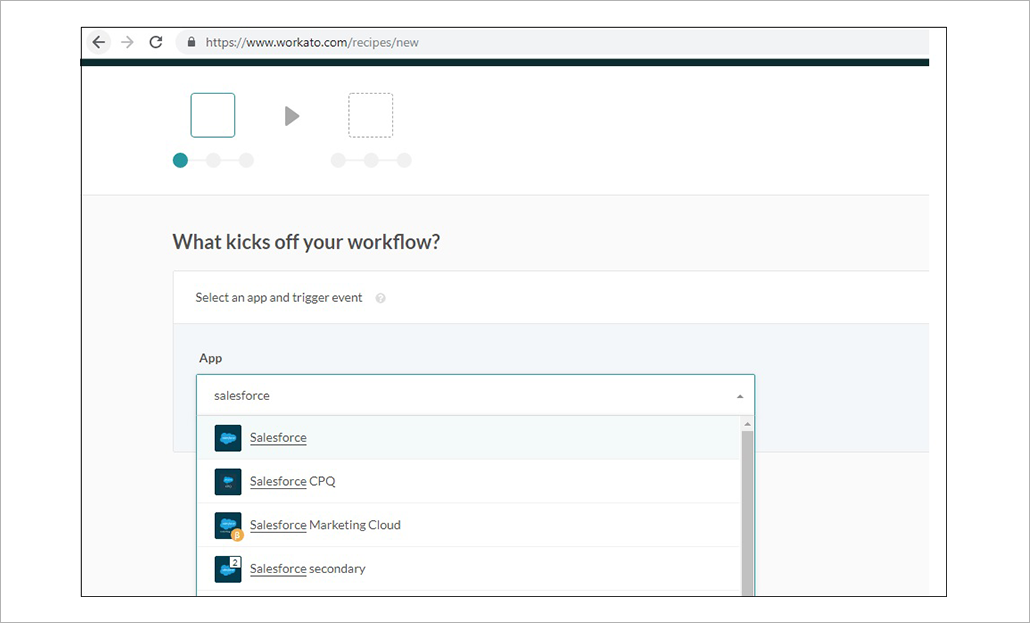 https://www.workato.com/recipes/new
What kicks off your workflow?
Select an app and trigger event ?
App
salesforce
Salesforce
Salesforce CPQ
Salesforce Marketing Cloud
2
Salesforce secondary